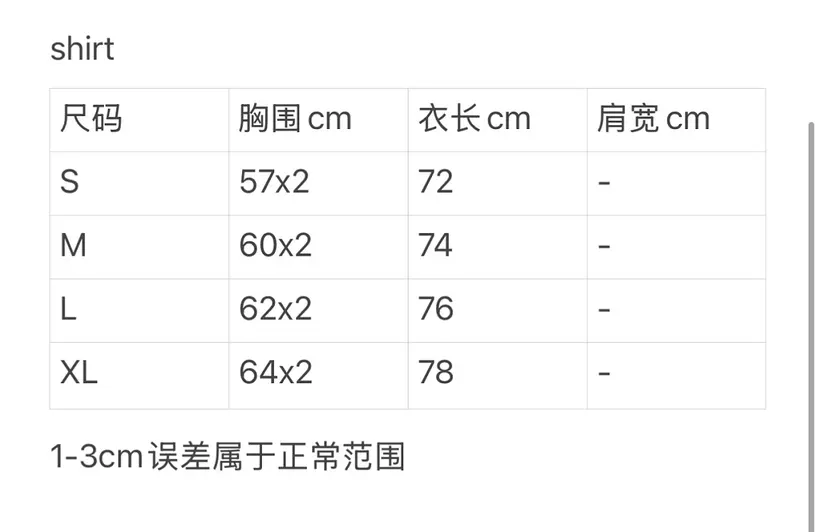 shirt
尺码 胸围cm 衣长cm 肩宽cm
S 57x2 72 -
M 60x2 74 -
L 62x2 76 -
XL 64x2 78 -
1-3cm误差属于正常范围